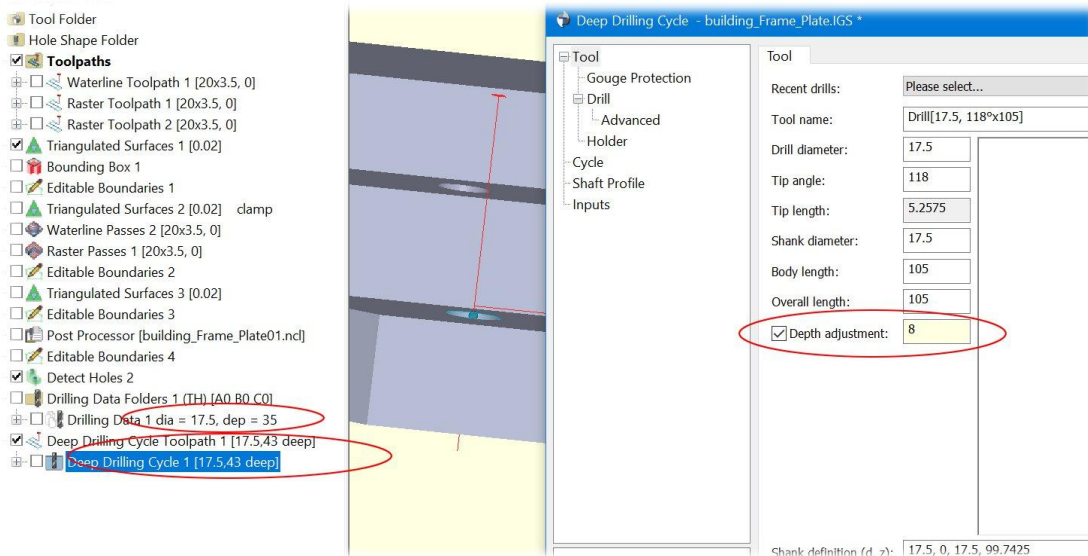 Tool Folder
Hole Shape Folder
Toolpaths
Waterline Toolpath 1 [20x3.5, 0]
Raster Toolpath 1 [20x3.5, 0]
Raster Toolpath 2 [20x3.5, 0]
Triangulated Surfaces 1 [0.02]
Bounding Box 1
Editable Boundaries 1
Triangulated Surfaces 2 [0.02] clamp
Waterline Passes 2 [20x3.5, 0]
Raster Passes 1 [20x3.5, 0]
Editable Boundaries 2
Triangulated Surfaces 3 [0.02]
Editable Boundaries 3
Post Processor [building_Frame_Plate01.ncl]
Editable Boundaries 4
Detect Holes 2
Drilling Data Folders 1 (TH) [A0 B0 C0]
Drilling Data 1 dia = 17.5, dep = 35
Deep Drilling Cycle Toolpath 1 [17.5,43 deep]
Deep Drilling Cycle 1 [17.5,43 deep]
Deep Drilling Cycle - building_Frame_Plate.IGS *
Tool
Gouge Protection
Drill
Advanced
Holder
Cycle
Shaft Profile
Inputs
Tool
Recent drills: Please select...
Tool name: Drill[17.5, 118ºx105]
Drill diameter: 17.5
Tip angle: 118
Tip length: 5.2575
Shank diameter: 17.5
Body length: 105
Overall length: 105
Depth adjustment: 8
Shank definition (d, z): 17.5, 0, 17.5, 99.7425